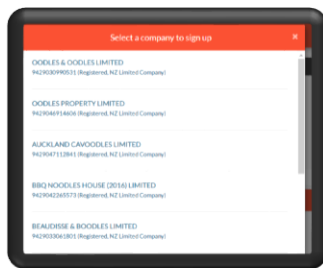 Select a company to sign up
×
OODLES & OODLES LIMITED
9429030990531 (Registered, NZ Limited Company)
OODLES PROPERTY LIMITED
9429046914606 (Registered, NZ Limited Company)
AUCKLAND CAVOODLES LIMITED
9429047112841 (Registered, NZ Limited Company)
BBQ NOODLES HOUSE (2016) LIMITED
9429042265573 (Registered, NZ Limited Company)
BEAUDISSE & BOODLES LIMITED
9429033061801 (Registered, NZ Limited Company)